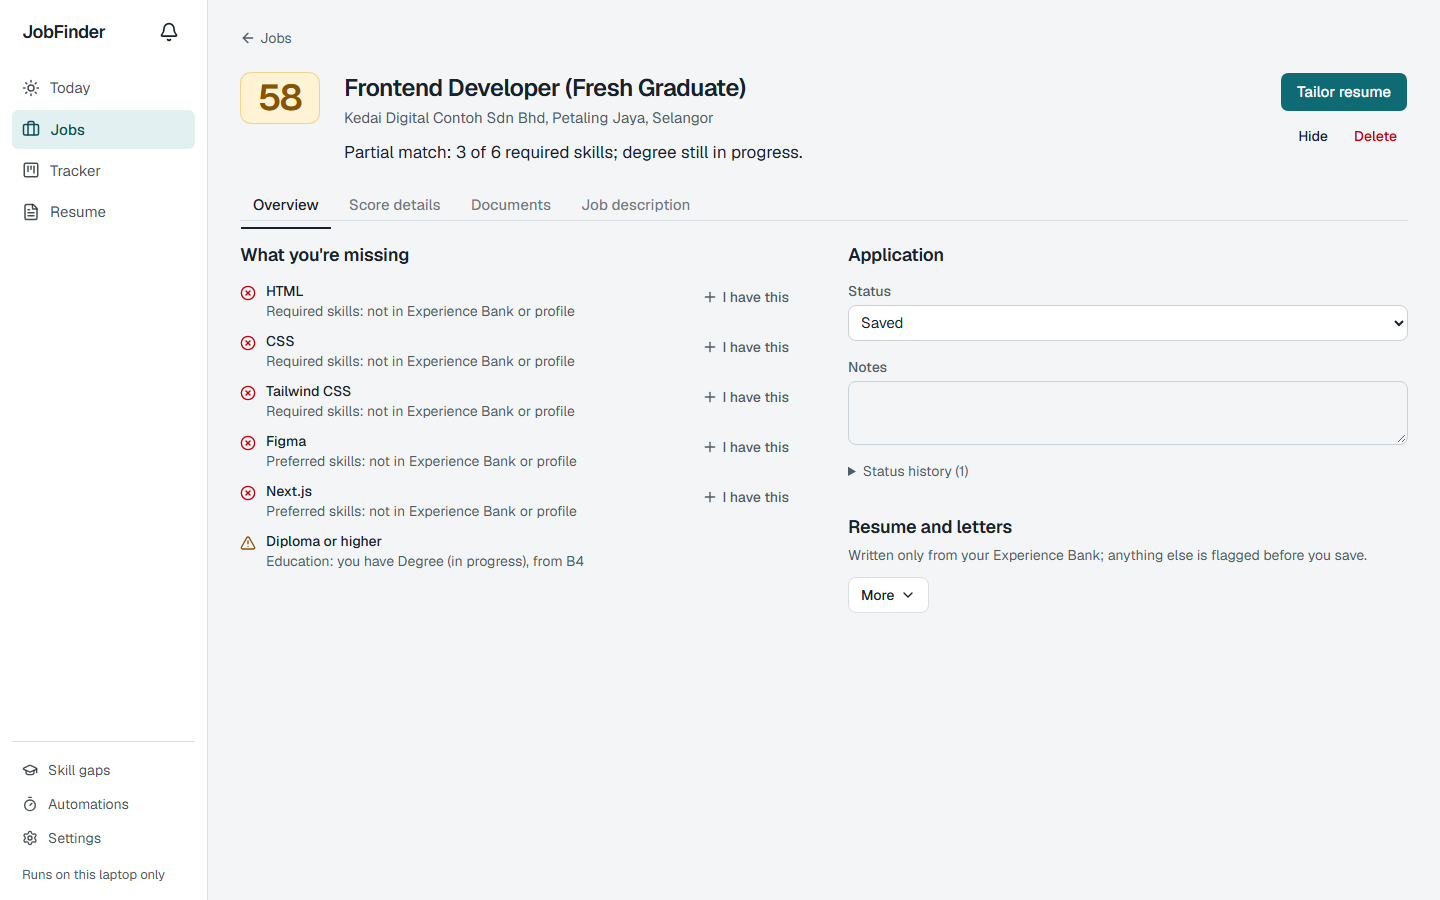 JobFinder
Today
Jobs
Tracker
Resume
Skill gaps
Automations
Settings
Runs on this laptop only
Jobs
58
Frontend Developer (Fresh Graduate)
Kedai Digital Contoh Sdn Bhd, Petaling Jaya, Selangor
Partial match: 3 of 6 required skills; degree still in progress.
Tailor resume
Hide Delete
Overview Score details Documents Job description
What you're missing
HTML
Required skills: not in Experience Bank or profile
I have this
CSS
Required skills: not in Experience Bank or profile
I have this
Tailwind CSS
Required skills: not in Experience Bank or profile
I have this
Figma
Preferred skills: not in Experience Bank or profile
I have this
Next.js
Preferred skills: not in Experience Bank or profile
I have this
Diploma or higher
Education: you have Degree (in progress), from B4
Application
Status
Saved
Notes
Status history (1)
Resume and letters
Written only from your Experience Bank; anything else is flagged before you save.
More